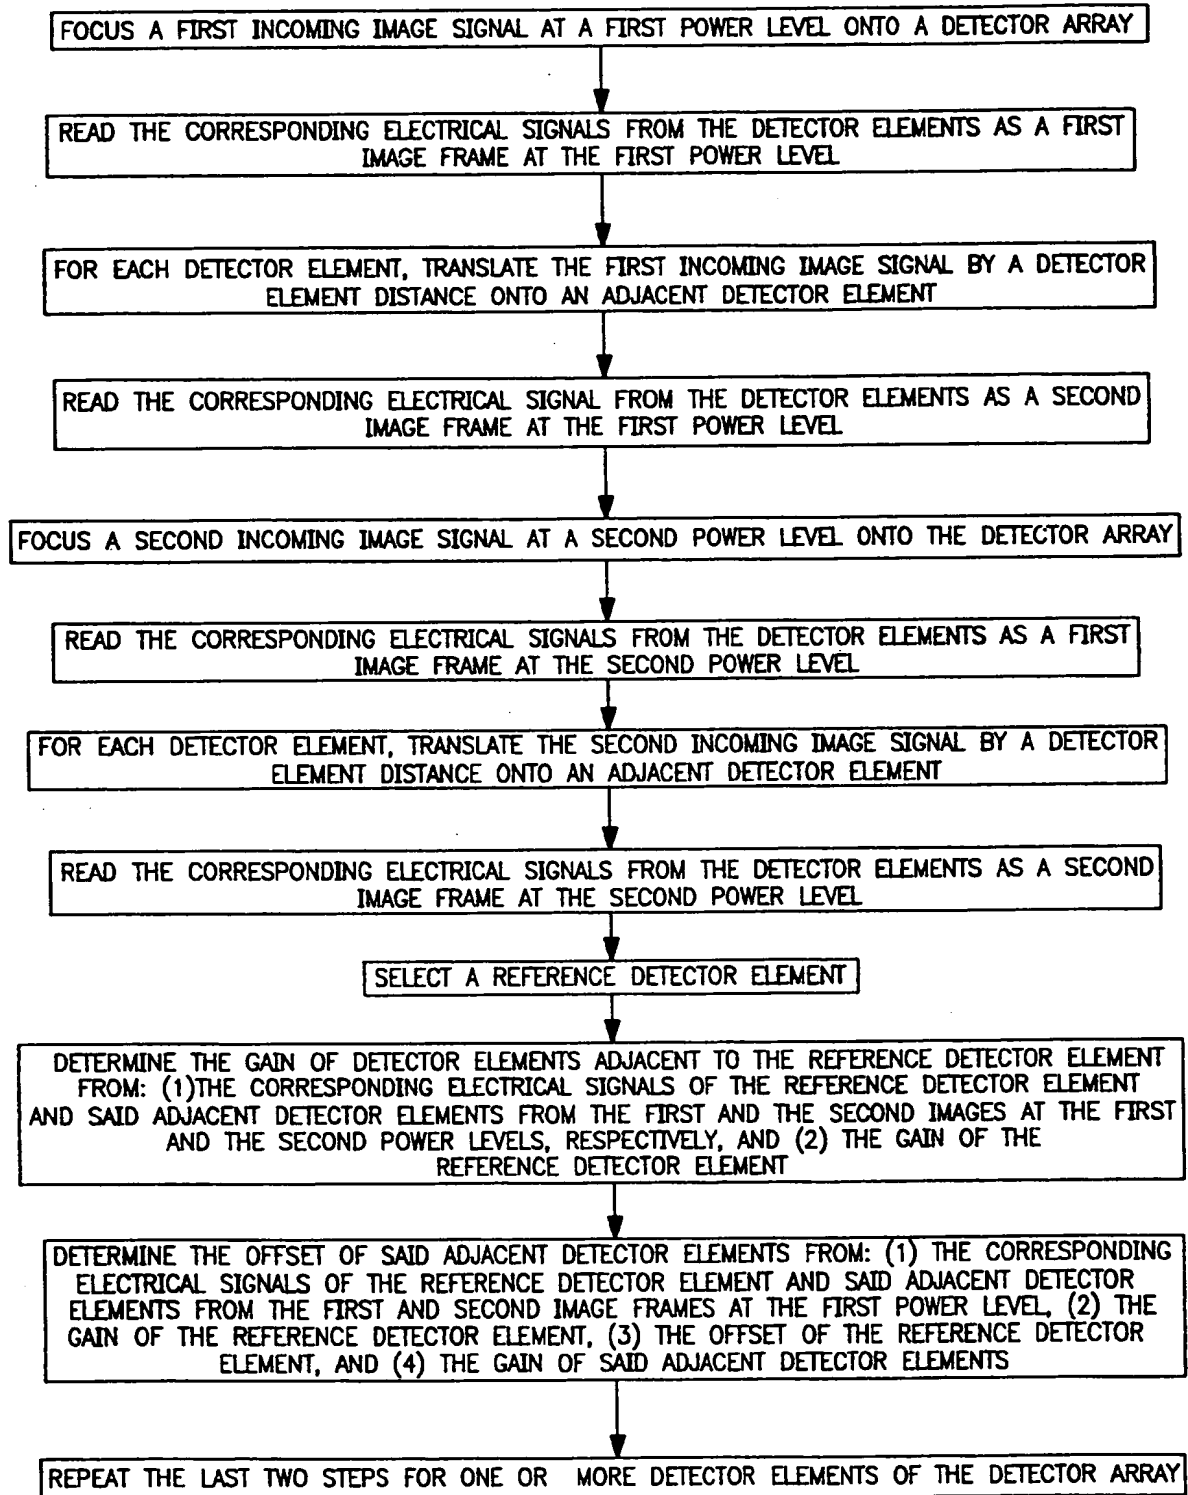 FOCUS A FIRST INCOMING IMAGE SIGNAL AT A FIRST POWER LEVEL ONTO A DETECTOR ARRAY
READ THE CORRESPONDING ELECTRICAL SIGNALS FROM THE DETECTOR ELEMENTS AS A FIRST
IMAGE FRAME AT THE FIRST POWER LEVEL
FOR EACH DETECTOR ELEMENT, TRANSLATE THE FIRST INCOMING IMAGE SIGNAL BY A DETECTOR
ELEMENT DISTANCE ONTO AN ADJACENT DETECTOR ELEMENT
READ THE CORRESPONDING ELECTRICAL SIGNAL FROM THE DETECTOR ELEMENTS AS A SECOND
IMAGE FRAME AT THE FIRST POWER LEVEL
FOCUS A SECOND INCOMING IMAGE SIGNAL AT A SECOND POWER LEVEL ONTO THE DETECTOR ARRAY
READ THE CORRESPONDING ELECTRICAL SIGNALS FROM THE DETECTOR ELEMENTS AS A FIRST
IMAGE FRAME AT THE SECOND POWER LEVEL
FOR EACH DETECTOR ELEMENT, TRANSLATE THE SECOND INCOMING IMAGE SIGNAL BY A DETECTOR
ELEMENT DISTANCE ONTO AN ADJACENT DETECTOR ELEMENT
READ THE CORRESPONDING ELECTRICAL SIGNALS FROM THE DETECTOR ELEMENTS AS A SECOND
IMAGE FRAME AT THE SECOND POWER LEVEL
SELECT A REFERENCE DETECTOR ELEMENT
DETERMINE THE GAIN OF DETECTOR ELEMENTS ADJACENT TO THE REFERENCE DETECTOR ELEMENT
FROM: (1)THE CORRESPONDING ELECTRICAL SIGNALS OF THE REFERENCE DETECTOR ELEMENT
AND SAID ADJACENT DETECTOR ELEMENTS FROM THE FIRST AND THE SECOND IMAGES AT THE FIRST
AND THE SECOND POWER LEVELS, RESPECTIVELY, AND (2) THE GAIN OF THE
REFERENCE DETECTOR ELEMENT
DETERMINE THE OFFSET OF SAID ADJACENT DETECTOR ELEMENTS FROM: (1) THE CORRESPONDING
ELECTRICAL SIGNALS OF THE REFERENCE DETECTOR ELEMENT AND SAID ADJACENT DETECTOR
ELEMENTS FROM THE FIRST AND SECOND IMAGE FRAMES AT THE FIRST POWER LEVEL, (2) THE
GAIN OF THE REFERENCE DETECTOR ELEMENT, (3) THE OFFSET OF THE REFERENCE DETECTOR
ELEMENT, AND (4) THE GAIN OF SAID ADJACENT DETECTOR ELEMENTS
REPEAT THE LAST TWO STEPS FOR ONE OR MORE DETECTOR ELEMENTS OF THE DETECTOR ARRAY